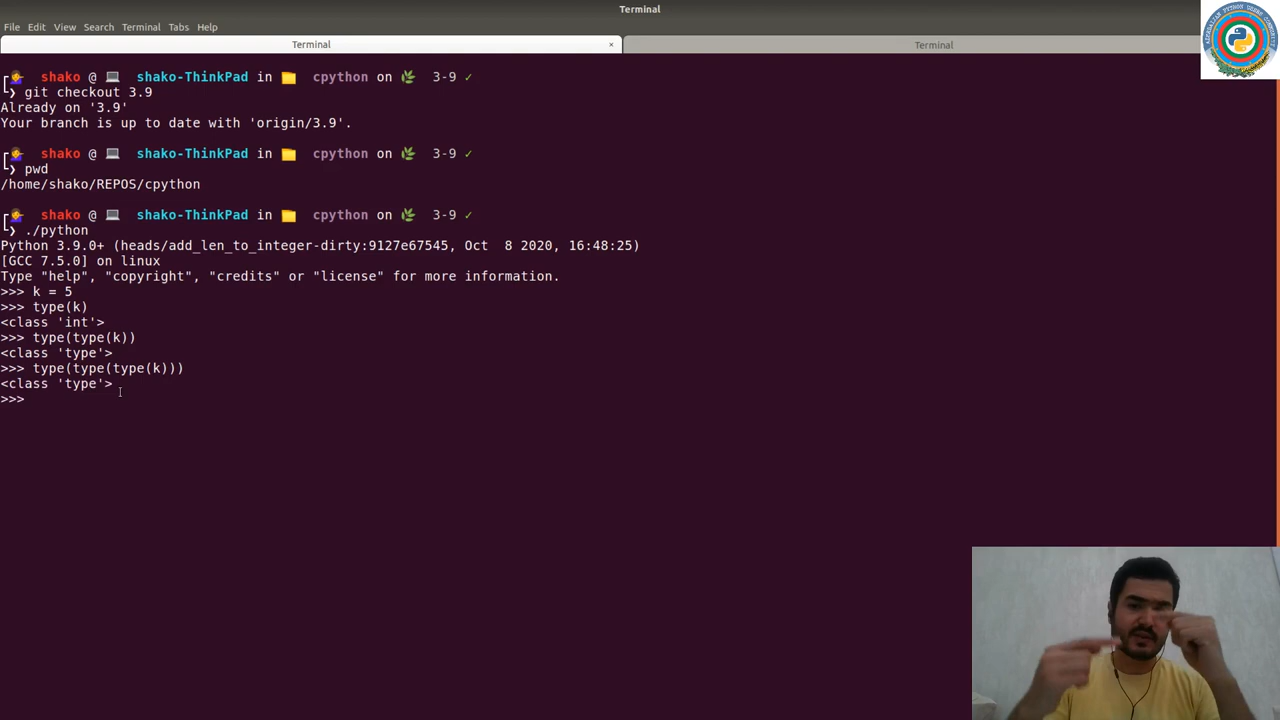 Terminal
File Edit View Search Terminal Tabs Help
Terminal × Terminal
AZERBAIJAN PYTHON USERS COMMUNITY
shako @ shako-ThinkPad in cpython on 3-9 ✓
❯ git checkout 3.9
Already on '3.9'
Your branch is up to date with 'origin/3.9'.
shako @ shako-ThinkPad in cpython on 3-9 ✓
❯ pwd
/home/shako/REPOS/cpython
shako @ shako-ThinkPad in cpython on 3-9 ✓
❯ ./python
Python 3.9.0+ (heads/add_len_to_integer-dirty:9127e67545, Oct  8 2020, 16:48:25)
[GCC 7.5.0] on linux
Type "help", "copyright", "credits" or "license" for more information.
>>> k = 5
>>> type(k)
<class 'int'>
>>> type(type(k))
<class 'type'>
>>> type(type(type(k)))
<class 'type'>
>>>